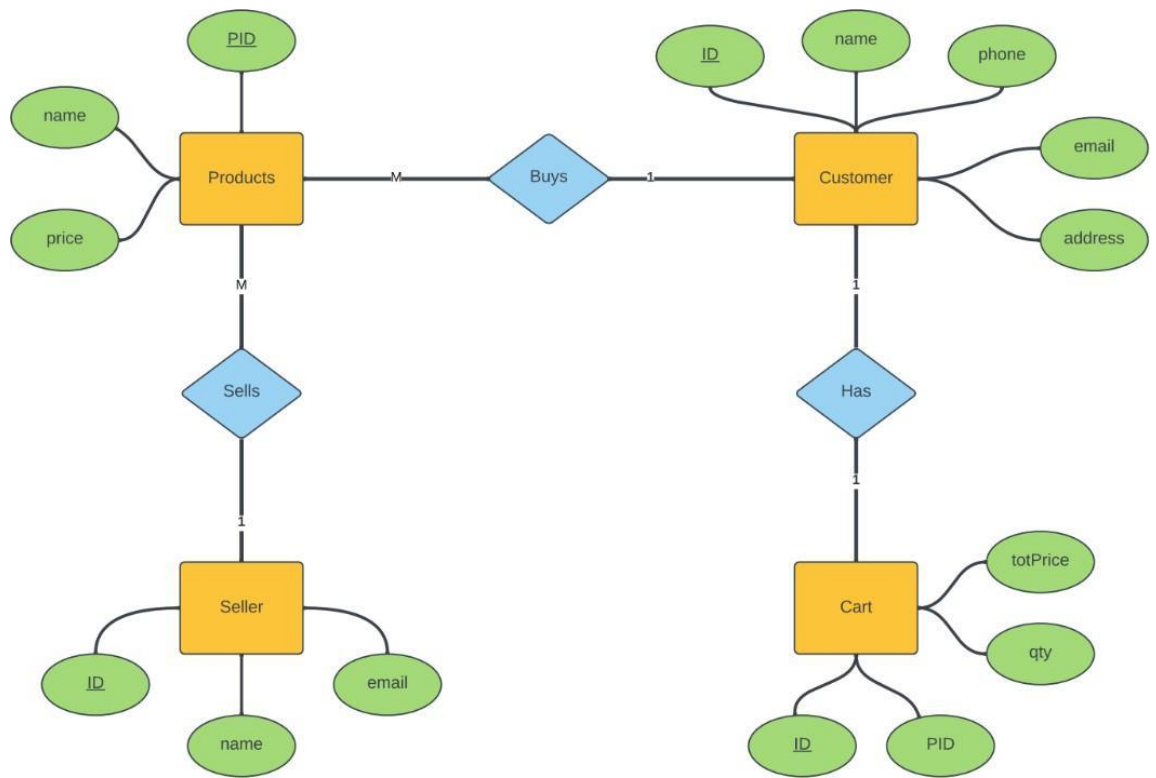 PID
name
price
Products
M
Buys
1
ID
name
phone
Customer
email
address
M
Sells
1
Seller
ID
name
email
1
Has
1
Cart
totPrice
qty
ID
PID